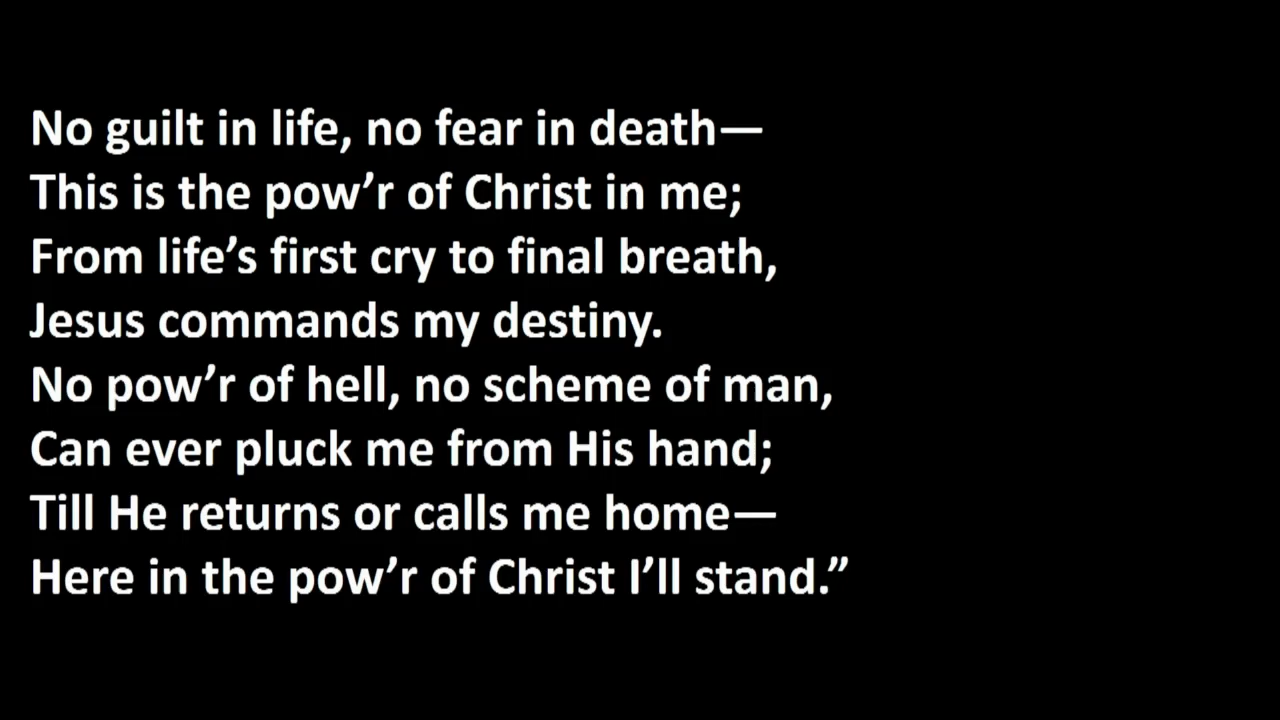 No guilt in life, no fear in death—
This is the pow’r of Christ in me;
From life’s first cry to final breath,
Jesus commands my destiny.
No pow’r of hell, no scheme of man,
Can ever pluck me from His hand;
Till He returns or calls me home—
Here in the pow’r of Christ I’ll stand.”